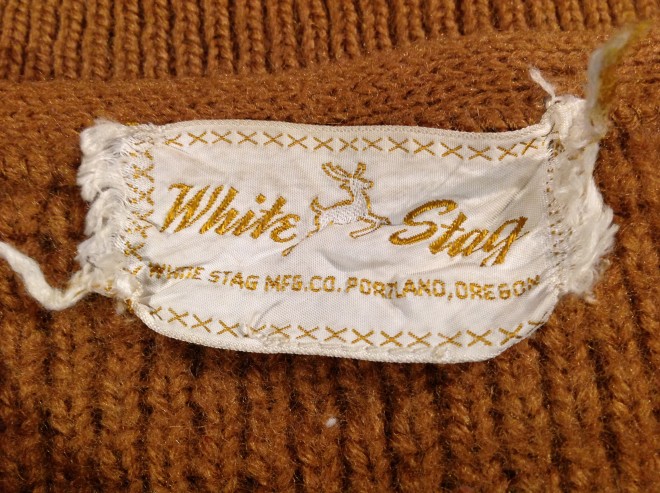 White Stag
WHITE STAG MFG.CO. PORTLAND, OREGON